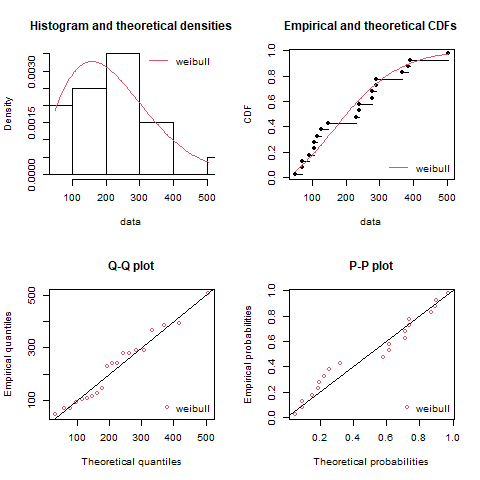 Histogram and theoretical densities
Density
0.0000 0.0015 0.0030
weibull
100 200 300 400 500
data
Empirical and theoretical CDFs
CDF
0.0 0.2 0.4 0.6 0.8 1.0
weibull
100 200 300 400 500
data
Q-Q plot
Empirical quantiles
100 300 500
weibull
0 100 200 300 400 500
Theoretical quantiles
P-P plot
Empirical probabilities
0.0 0.2 0.4 0.6 0.8 1.0
weibull
0.2 0.4 0.6 0.8 1.0
Theoretical probabilities